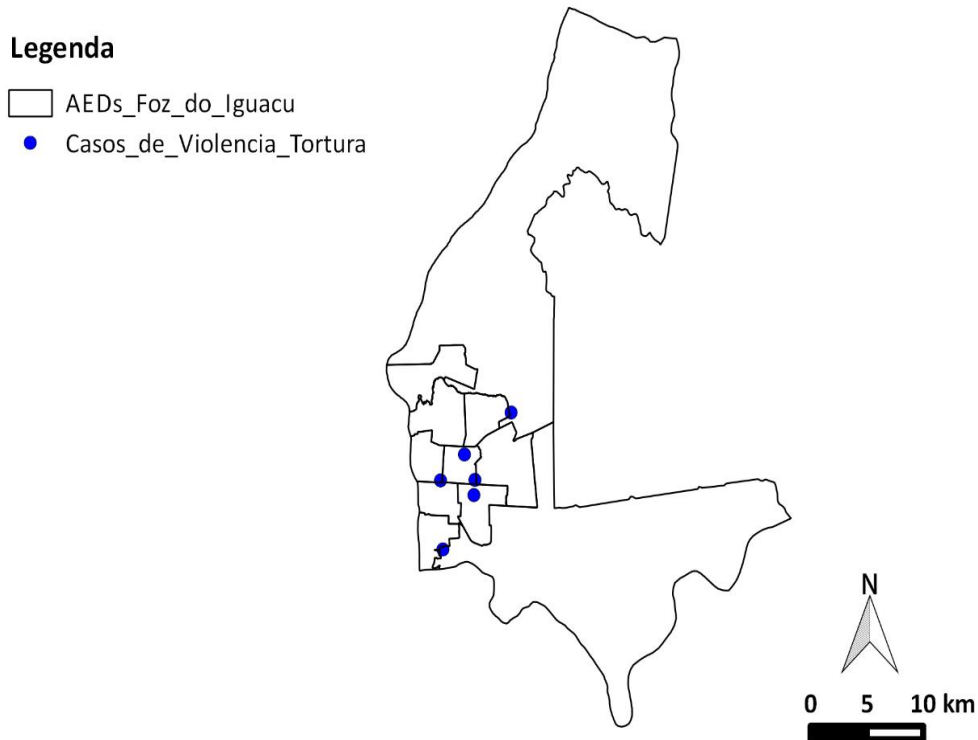 Legenda
AEDs_Foz_do_Iguacu
Casos_de_Violencia_Tortura
N
0 5 10 km